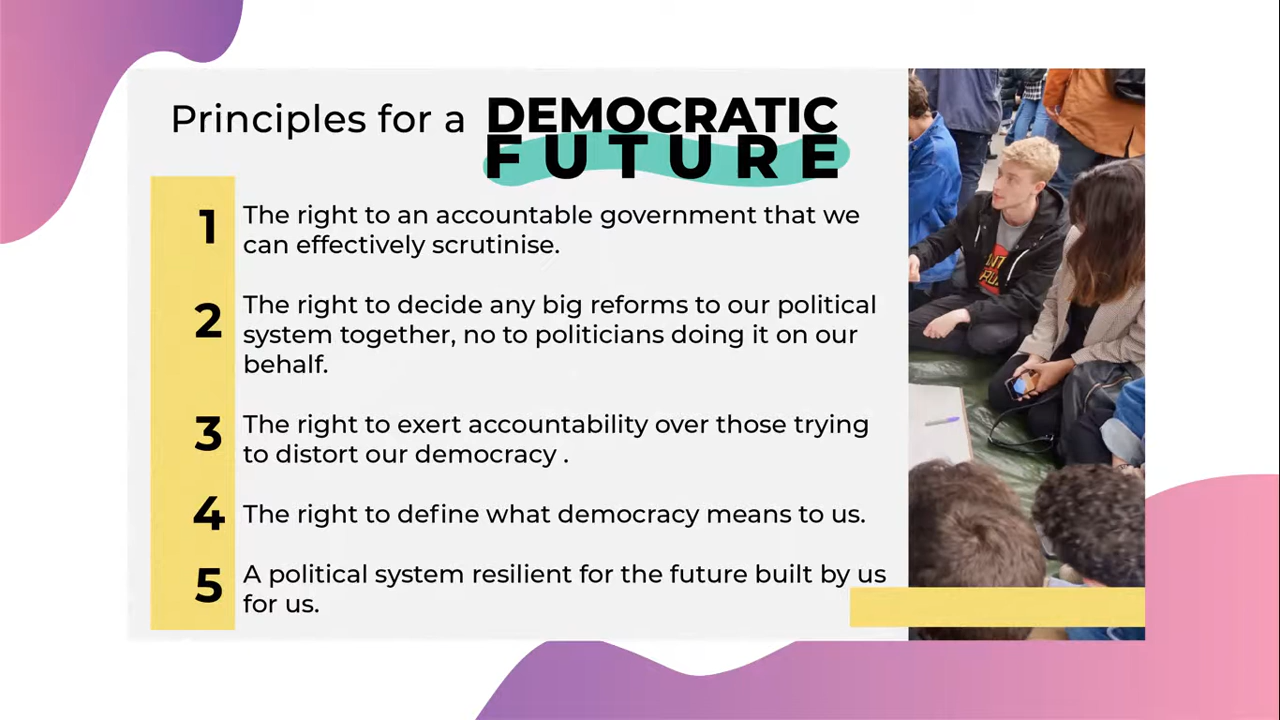 Principles for a DEMOCRATIC
FUTURE
1 The right to an accountable government that we
can effectively scrutinise.
2 The right to decide any big reforms to our political
system together, no to politicians doing it on our
behalf.
3 The right to exert accountability over those trying
to distort our democracy .
4 The right to define what democracy means to us.
5 A political system resilient for the future built by us
for us.